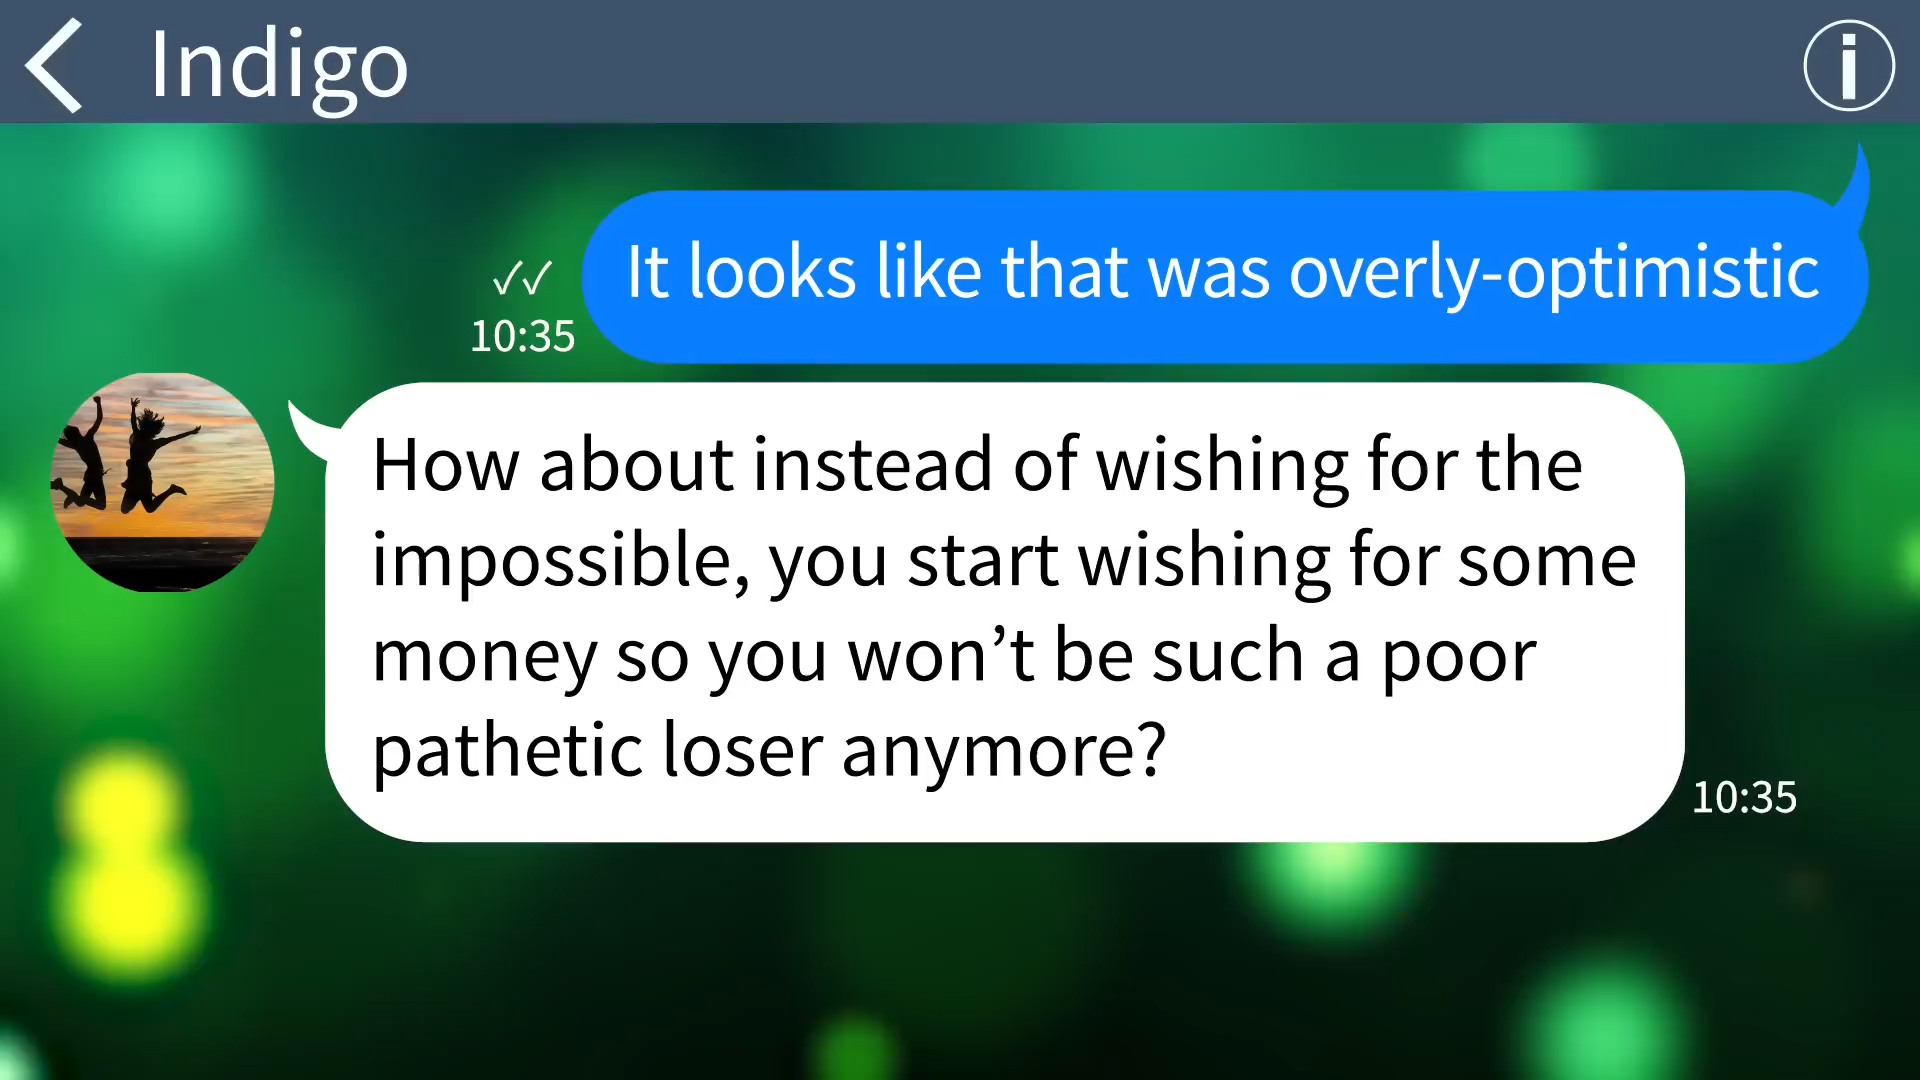 Indigo
It looks like that was overly-optimistic
✓✓
10:35
How about instead of wishing for the
impossible, you start wishing for some
money so you won’t be such a poor
pathetic loser anymore?
10:35